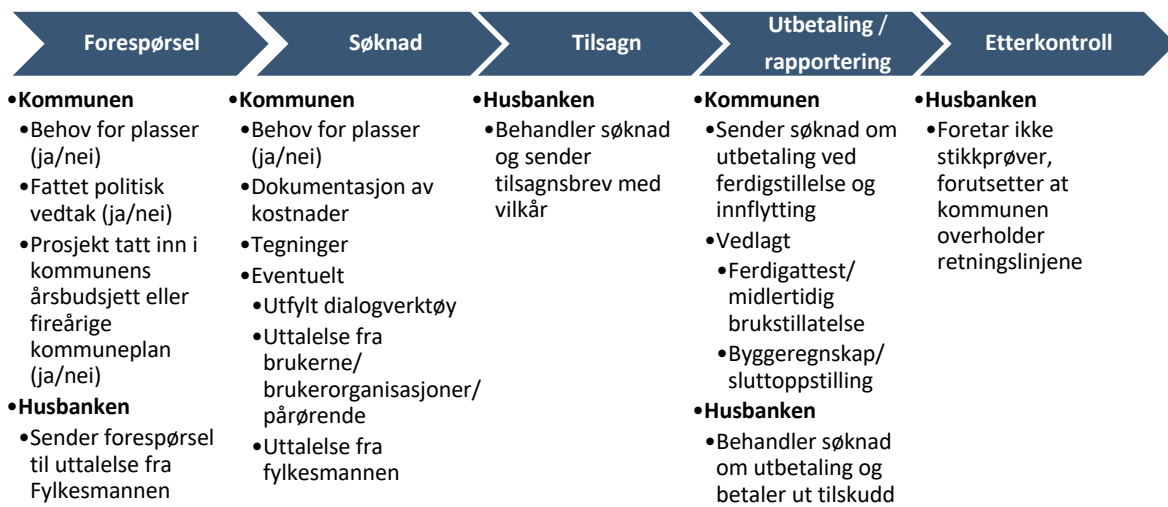 Forespørsel
Søknad
Tilsagn
Utbetaling /
rapportering
Etterkontroll
•Kommunen
•Behov for plasser
(ja/nei)
•Fattet politisk
vedtak (ja/nei)
•Prosjekt tatt inn i
kommunens
årsbudsjett eller
fireårige
kommuneplan
(ja/nei)
•Husbanken
•Sender forespørsel
til uttalelse fra
Fylkesmannen
•Kommunen
•Behov for plasser
(ja/nei)
•Dokumentasjon av
kostnader
•Tegninger
•Eventuelt
•Utfylt dialogverktøy
•Uttalelse fra
brukerne/
brukerorganisasjoner/
pårørende
•Uttalelse fra
fylkesmannen
•Husbanken
•Behandler søknad
og sender
tilsagnsbrev med
vilkår
•Kommunen
•Sender søknad om
utbetaling ved
ferdigstillelse og
innflytting
•Vedlagt
•Ferdigattest/
midlertidig
brukstillatelse
•Byggeregnskap/
sluttoppstilling
•Husbanken
•Behandler søknad
om utbetaling og
betaler ut tilskudd
•Husbanken
•Foretar ikke
stikkprøver,
forutsetter at
kommunen
overholder
retningslinjene